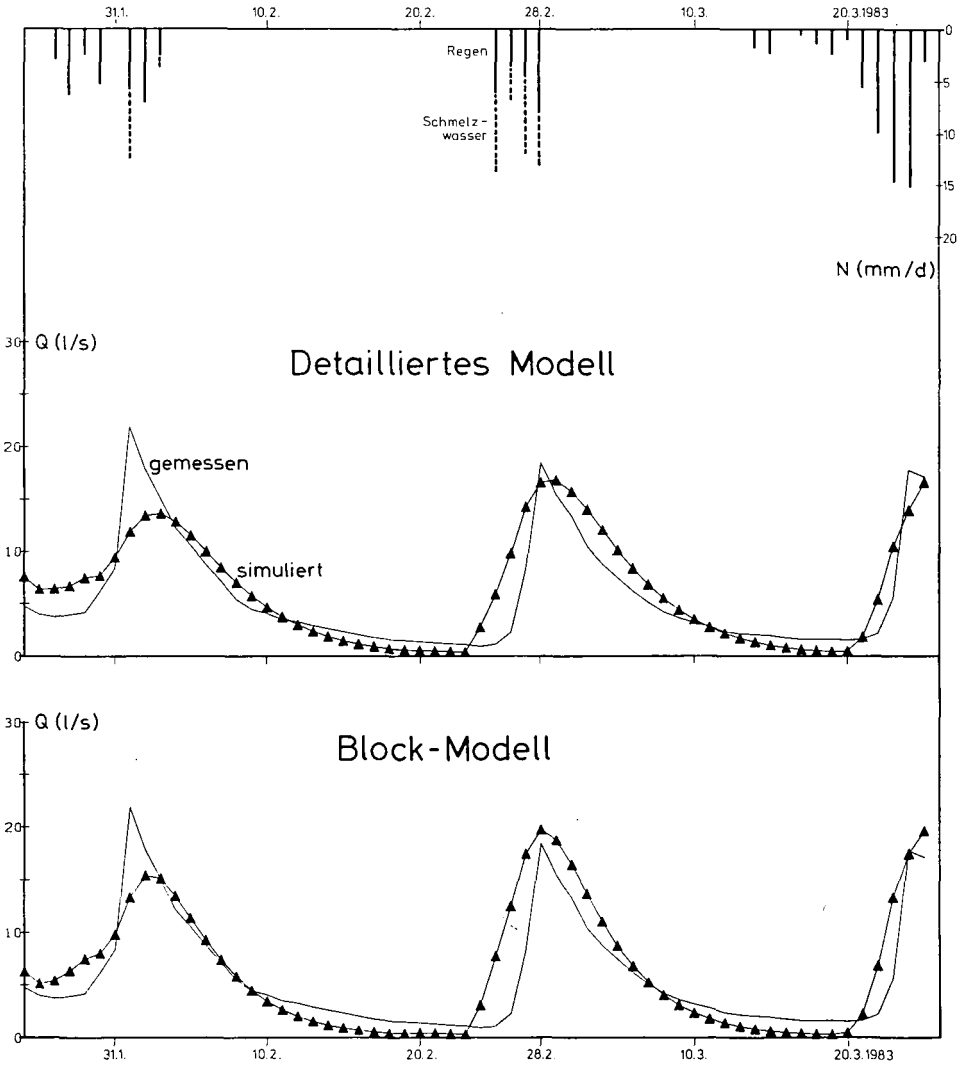 31.1.
10.2.
20.2.
28.2.
10.3.
20.3.1983
0
5
10
15
20
Regen
Schmelz-
wasser
N (mm/d)
30
Q (l/s)
20
10
0
Detailliertes Modell
gemessen
simuliert
30
Q (l/s)
20
10
0
Block-Modell
31.1.
10.2.
20.2.
28.2.
10.3.
20.3.1983